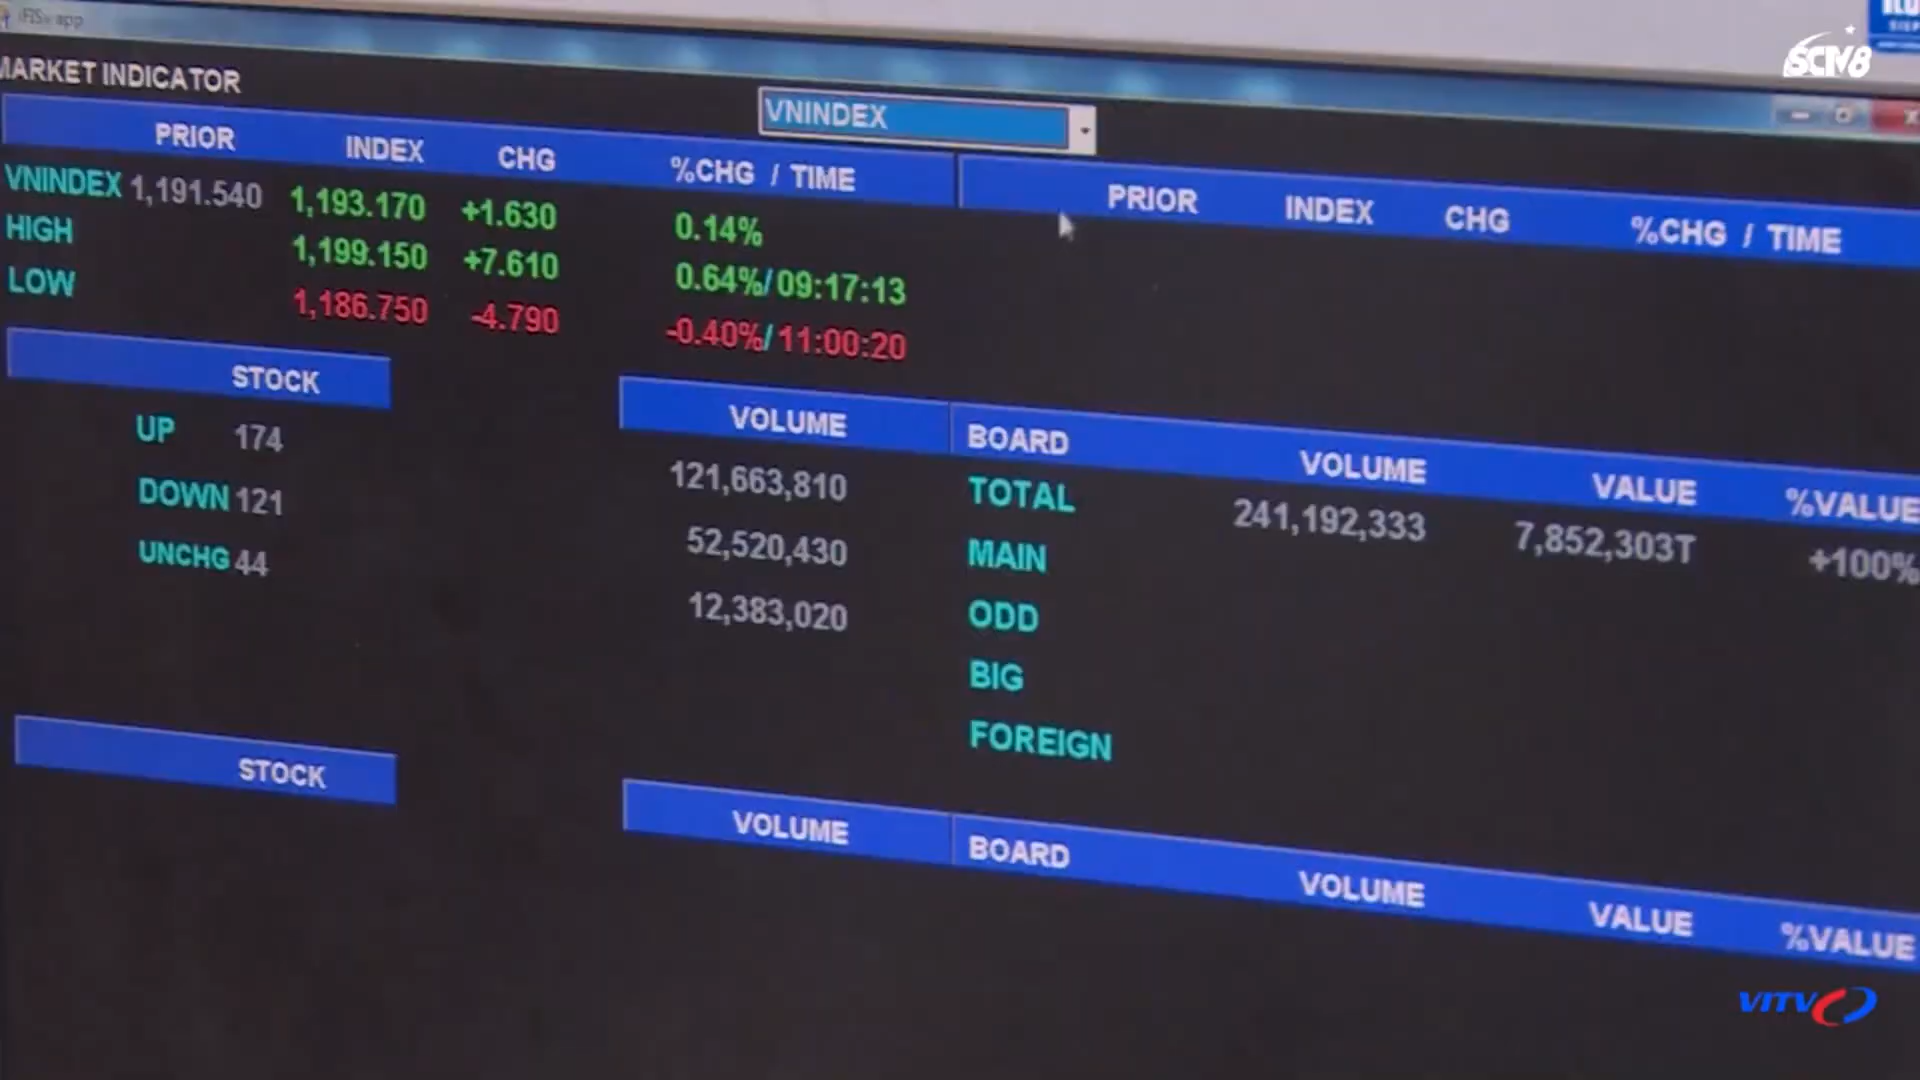 iFISx app
MARKET INDICATOR
VNINDEX
PRIOR INDEX CHG %CHG / TIME PRIOR INDEX CHG %CHG / TIME
VNINDEX 1,191.540 1,193.170 +1.630 0.14%
HIGH 1,199.150 +7.610 0.64%/ 09:17:13
LOW 1,186.750 -4.790 -0.40%/ 11:00:20
STOCK VOLUME BOARD VOLUME VALUE %VALUE
UP 174 121,663,810 TOTAL 241,192,333 7,852,303T +100%
DOWN 121 52,520,430 MAIN
UNCHG 44 12,383,020 ODD
BIG
FOREIGN
STOCK VOLUME BOARD VOLUME VALUE %VALUE
SCTV8
VITV